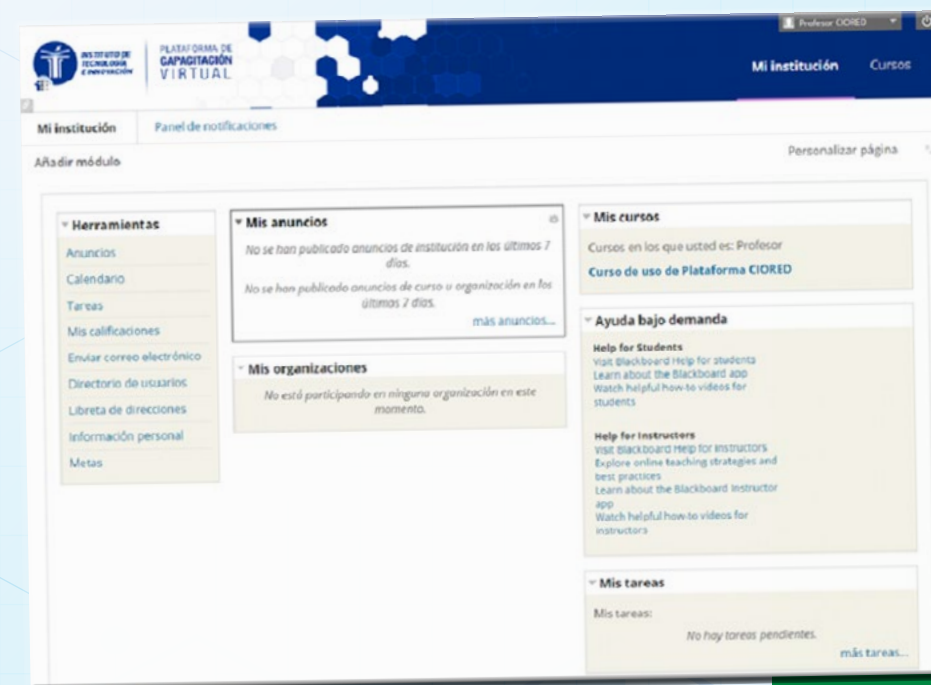 INSTITUTO DE
TECNOLOGÍA
E INNOVACIÓN
PLATAFORMA DE
CAPACITACIÓN
VIRTUAL
Profesor CIORED
Mi institución
Cursos
Mi institución
Panel de notificaciones
Añadir módulo
Personalizar página
Herramientas
Anuncios
Calendario
Tareas
Mis calificaciones
Enviar correo electrónico
Directorio de usuarios
Libreta de direcciones
Información personal
Metas
Mis anuncios
No se han publicado anuncios de institución en los últimos 7
días.
No se han publicado anuncios de curso u organización en los
últimos 7 días.
más anuncios...
Mis organizaciones
No está participando en ninguna organización en este
momento.
Mis cursos
Cursos en los que usted es: Profesor
Curso de uso de Plataforma CIORED
Ayuda bajo demanda
Help for Students
Visit Blackboard Help for students
Learn about the Blackboard app
Watch helpful how-to videos for
students
Help for Instructors
Visit Blackboard Help for Instructors
Explore online teaching strategies and
best practices
Learn about the Blackboard Instructor
app
Watch helpful how-to videos for
instructors
Mis tareas
Mis tareas:
No hay tareas pendientes.
más tareas...